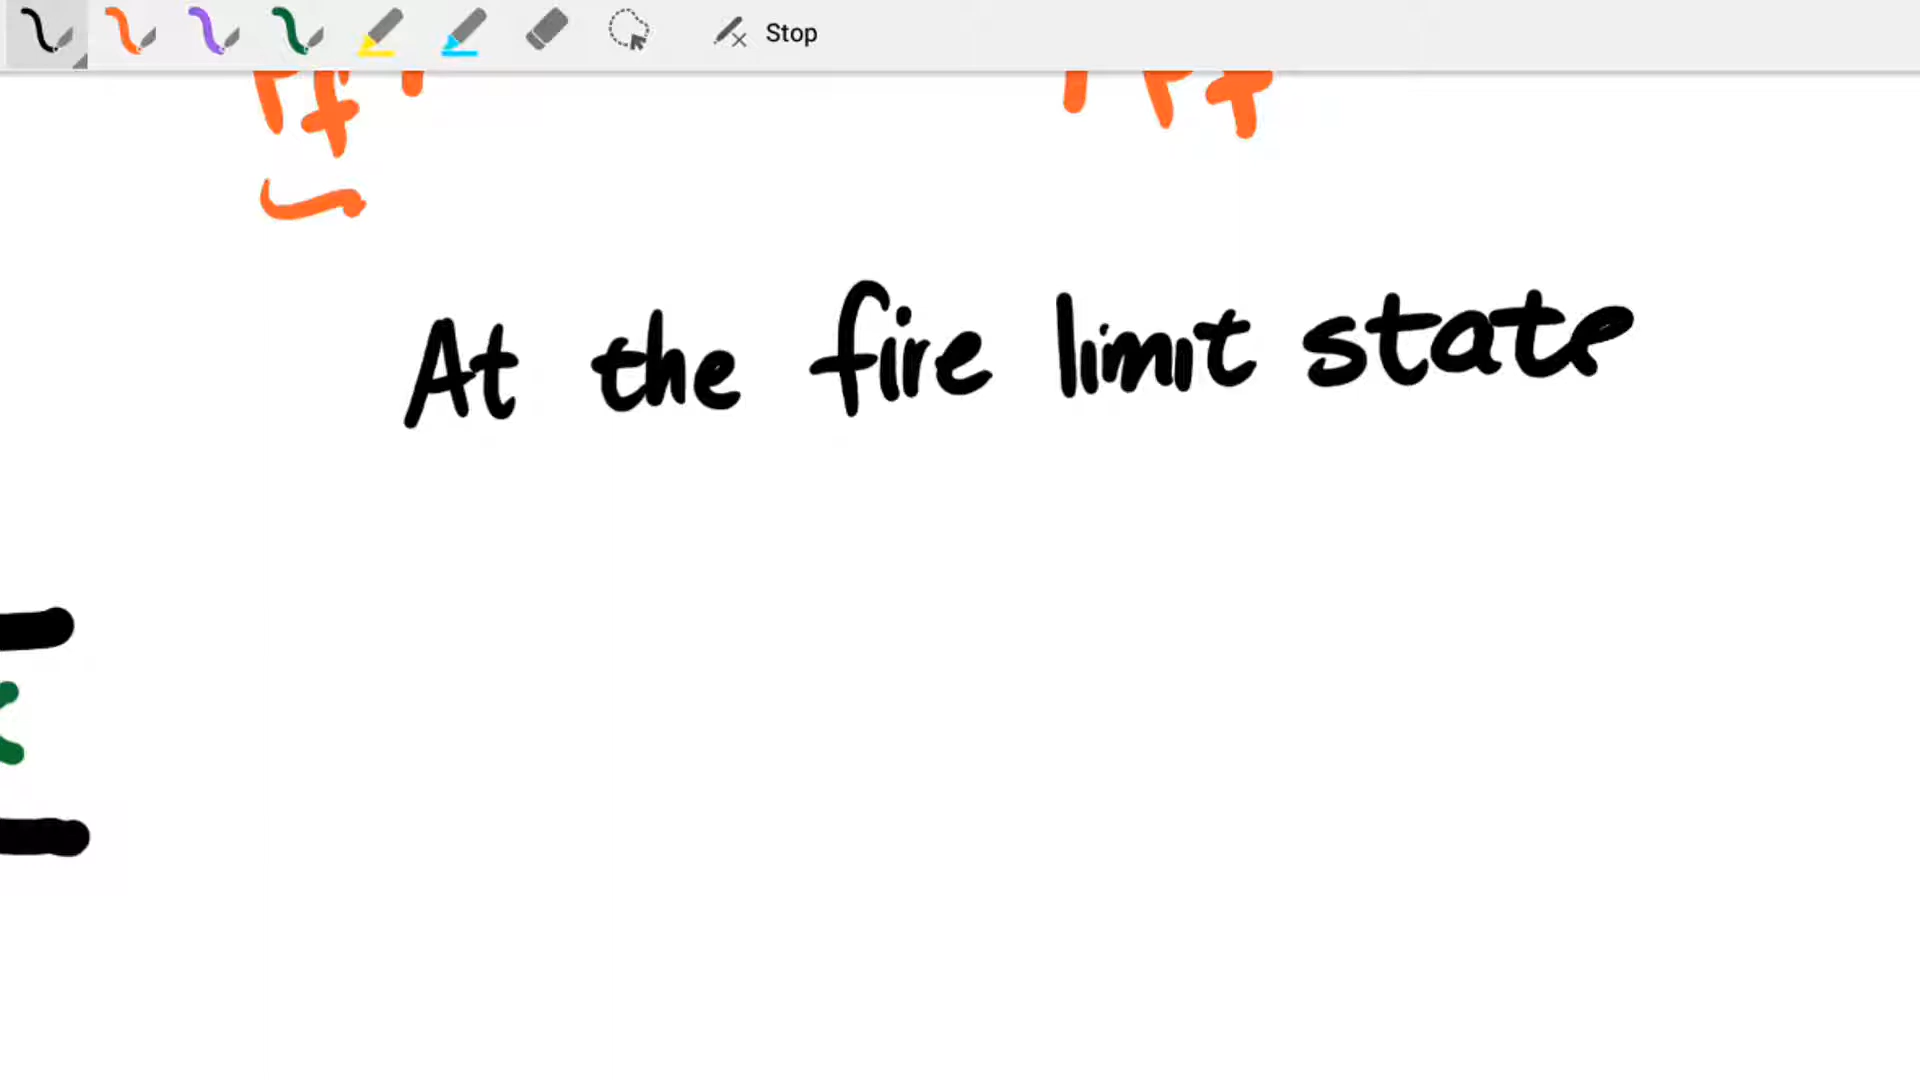 Stop
At the fire limit state